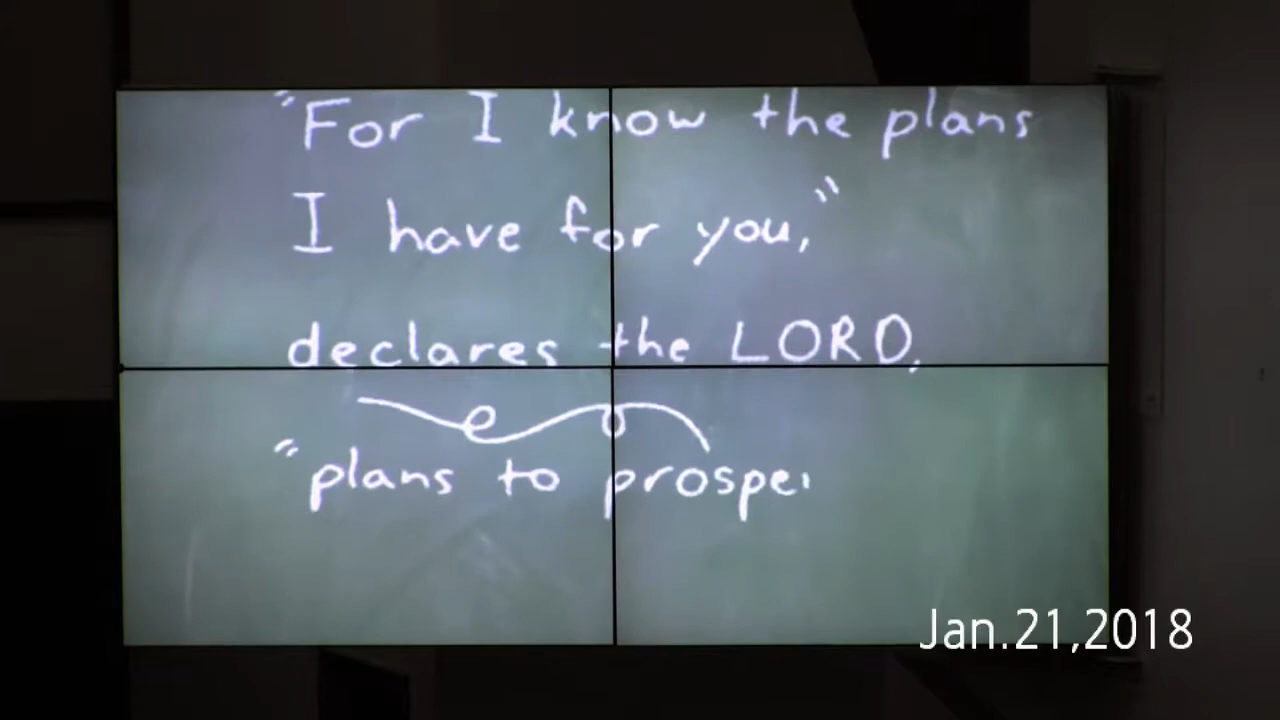 "For I know the plans
I have for you,"
declares the LORD,
"plans to prospe
Jan.21,2018